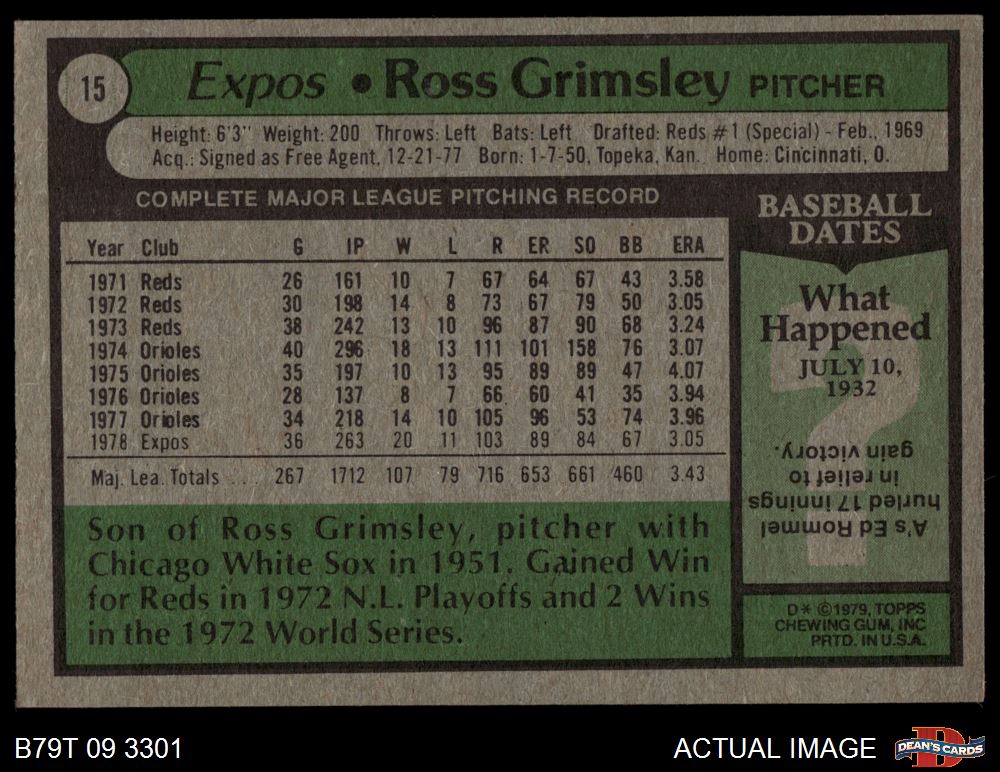 15
Expos • Ross Grimsley PITCHER
Height: 6'3" Weight: 200 Throws: Left Bats: Left Drafted: Reds #1 (Special) - Feb., 1969
Acq.: Signed as Free Agent, 12-21-77 Born: 1-7-50, Topeka, Kan. Home: Cincinnati, O.
COMPLETE MAJOR LEAGUE PITCHING RECORD
Year Club G IP W L R ER SO BB ERA
1971 Reds 26 161 10 7 67 64 67 43 3.58
1972 Reds 30 198 14 8 73 67 79 50 3.05
1973 Reds 38 242 13 10 96 87 90 68 3.24
1974 Orioles 40 296 18 13 111 101 158 76 3.07
1975 Orioles 35 197 10 13 95 89 89 47 4.07
1976 Orioles 28 137 8 7 66 60 41 35 3.94
1977 Orioles 34 218 14 10 105 96 53 74 3.96
1978 Expos 36 263 20 11 103 89 84 67 3.05
Maj. Lea. Totals ... 267 1712 107 79 716 653 661 460 3.43
Son of Ross Grimsley, pitcher with
Chicago White Sox in 1951. Gained Win
for Reds in 1972 N.L. Playoffs and 2 Wins
in the 1972 World Series.
BASEBALL
DATES
What
Happened
JULY 10,
1932
?
A's Ed Rommel
hurled 17 innings
in relief to
gain victory.
D* ©1979, TOPPS
CHEWING GUM, INC
PRTD. IN U.S.A.
B79T 09 3301
ACTUAL IMAGE
D
DEAN'S CARDS